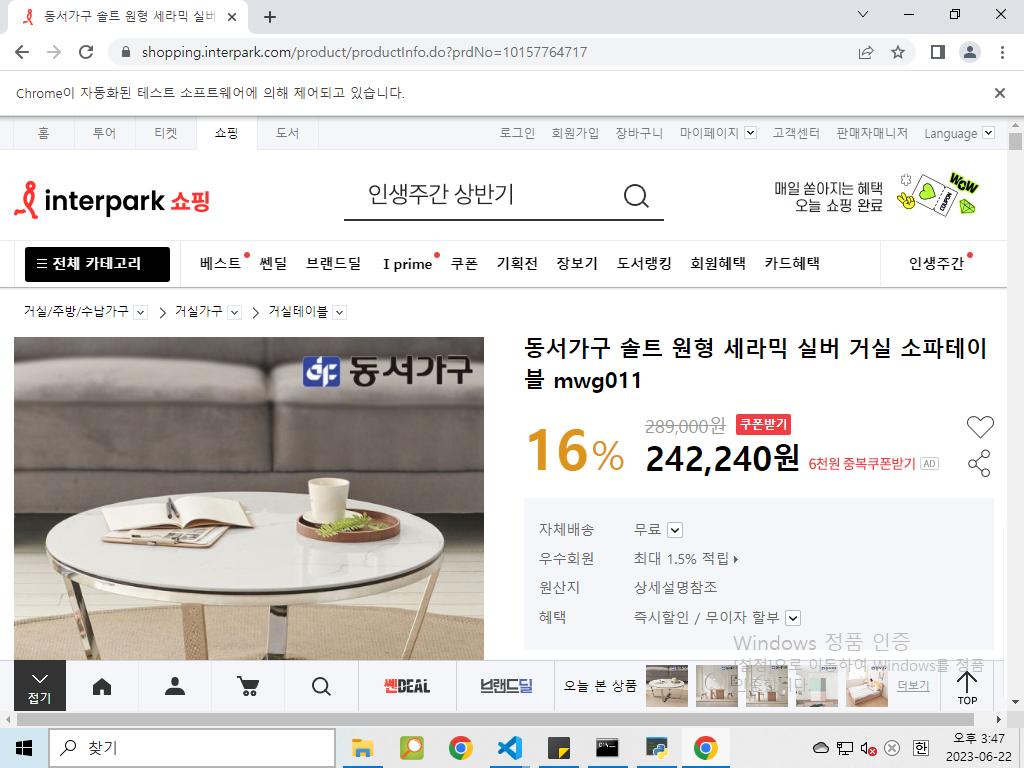 동서가구 솔트 원형 세라믹 실버
shopping.interpark.com/product/productInfo.do?prdNo=10157764717
Chrome이 자동화된 테스트 소프트웨어에 의해 제어되고 있습니다.
홈 투어 티켓 쇼핑 도서 로그인 회원가입 장바구니 마이페이지 고객센터 판매자매니저 Language
interpark 쇼핑
인생주간 상반기
매일 쏟아지는 혜택
오늘 쇼핑 완료
WOW
COUPON
전체 카테고리 베스트 쎈딜 브랜드딜 I prime 쿠폰 기획전 장보기 도서랭킹 회원혜택 카드혜택 인생주간
거실/주방/수납가구 거실가구 거실테이블
동서가구
동서가구 솔트 원형 세라믹 실버 거실 소파테이
블 mwg011
289,000원 쿠폰받기
16% 242,240원 6천원 중복쿠폰받기 AD
자체배송 무료
우수회원 최대 1.5% 적립
원산지 상세설명참조
혜택 즉시할인 / 무이자 할부
Windows 정품 인증
[설정]으로 이동하여 Windows를 정품
접기
쎈DEAL
브랜드딜
오늘 본 상품
더보기
TOP
찾기
한
오후 3:47
2023-06-22